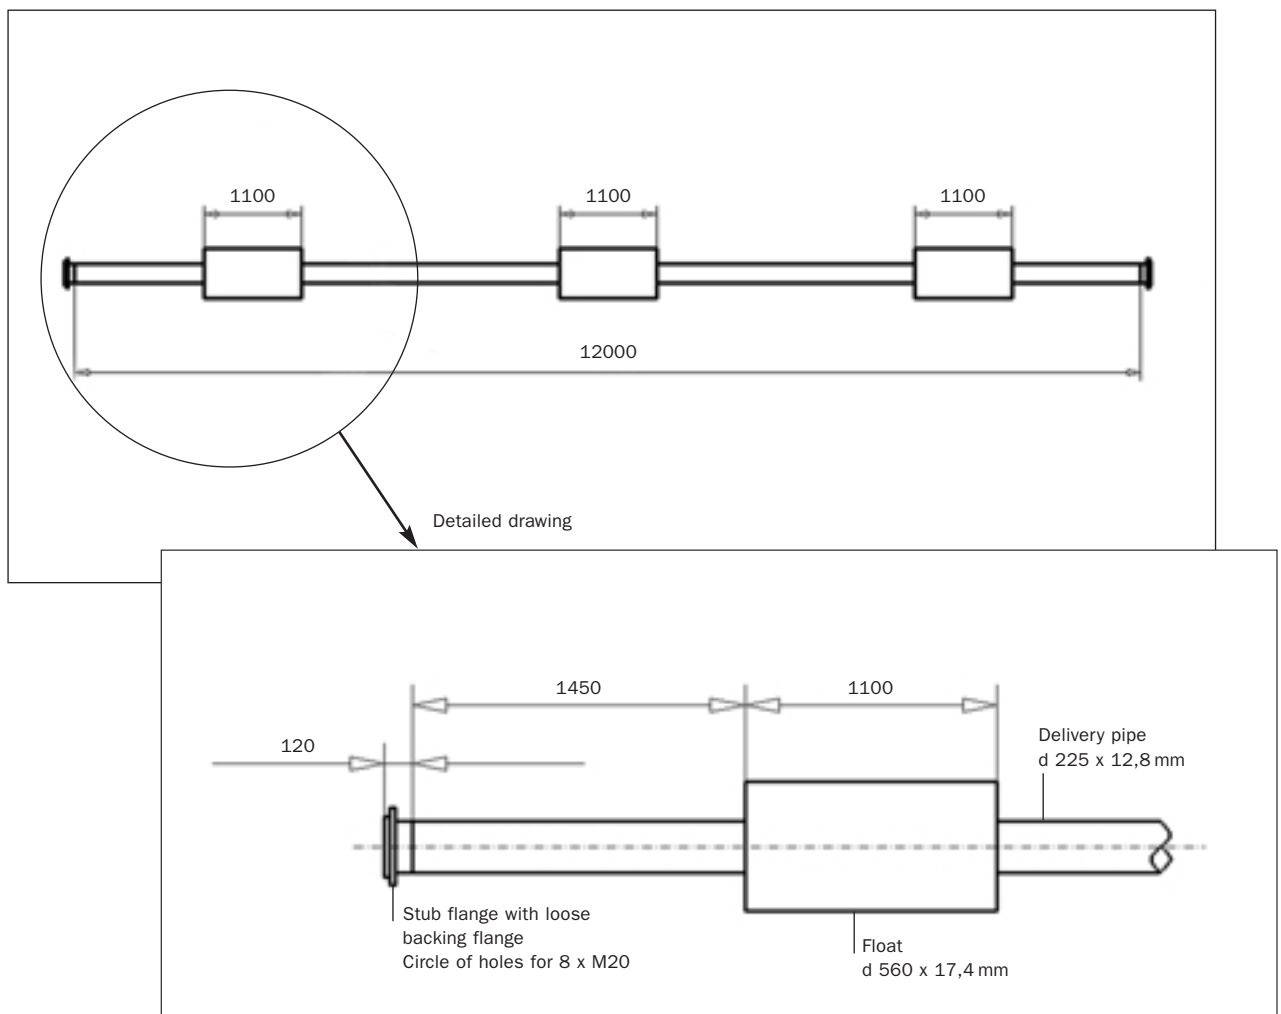 1100
1100
1100
12000
Detailed drawing
1450
1100
120
Delivery pipe
d 225 x 12,8 mm
Stub flange with loose
backing flange
Circle of holes for 8 x M20
Float
d 560 x 17,4 mm